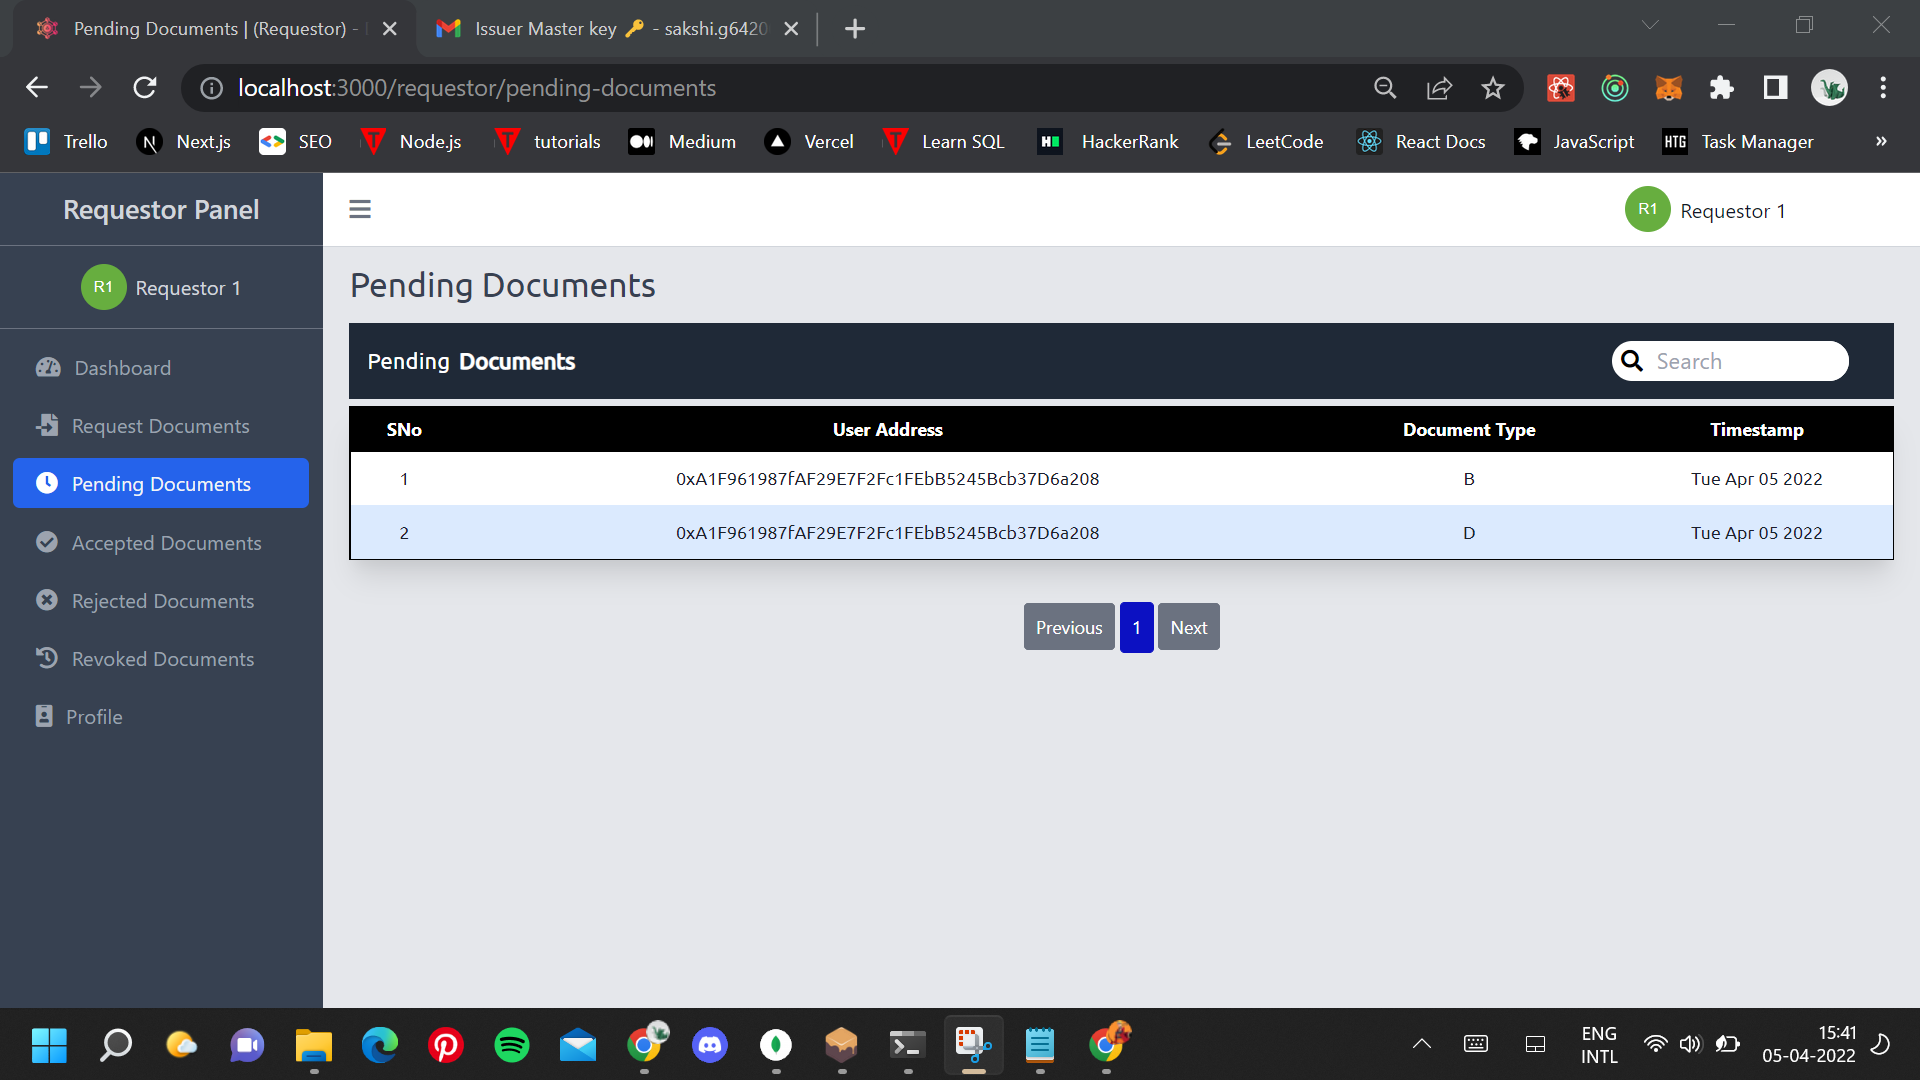 Pending Documents | (Requestor) -
Issuer Master key 🔑 - sakshi.g6420
localhost:3000/requestor/pending-documents
Trello
Next.js
SEO
Node.js
tutorials
Medium
Vercel
Learn SQL
HackerRank
LeetCode
React Docs
JavaScript
HTG
Task Manager
»
Requestor Panel
R1 Requestor 1
R1 Requestor 1
Dashboard
Request Documents
Pending Documents
Accepted Documents
Rejected Documents
Revoked Documents
Profile
Pending Documents
Pending Documents
Search
SNo User Address Document Type Timestamp
1 0xA1F961987fAF29E7F2Fc1FEbB5245Bcb37D6a208 B Tue Apr 05 2022
2 0xA1F961987fAF29E7F2Fc1FEbB5245Bcb37D6a208 D Tue Apr 05 2022
Previous 1 Next
ENG
INTL
15:41
05-04-2022